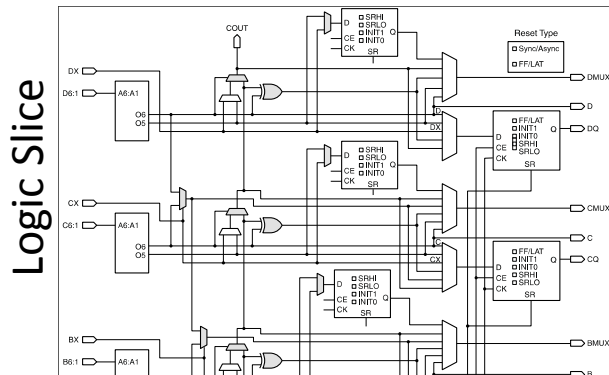 Logic Slice
COUT
Reset Type
Sync/Async
FF/LAT
D
CE
CK
SRHI
SRLO
INIT1
INIT0
Q
SR
DX
D6:1
A6:A1
O6
O5
DMUX
D
D
DX
DQ
D
CE
CK
FF/LAT
INIT1
INIT0
SRHI
SRLO
Q
SR
D
CE
CK
SRHI
SRLO
INIT1
INIT0
Q
SR
CX
C6:1
A6:A1
O6
O5
CMUX
C
C
CX
CQ
D
CE
CK
FF/LAT
INIT1
INIT0
SRHI
SRLO
Q
SR
D
CE
CK
SRHI
SRLO
INIT1
INIT0
Q
SR
BX
B6:1
A6:A1
BMUX
B